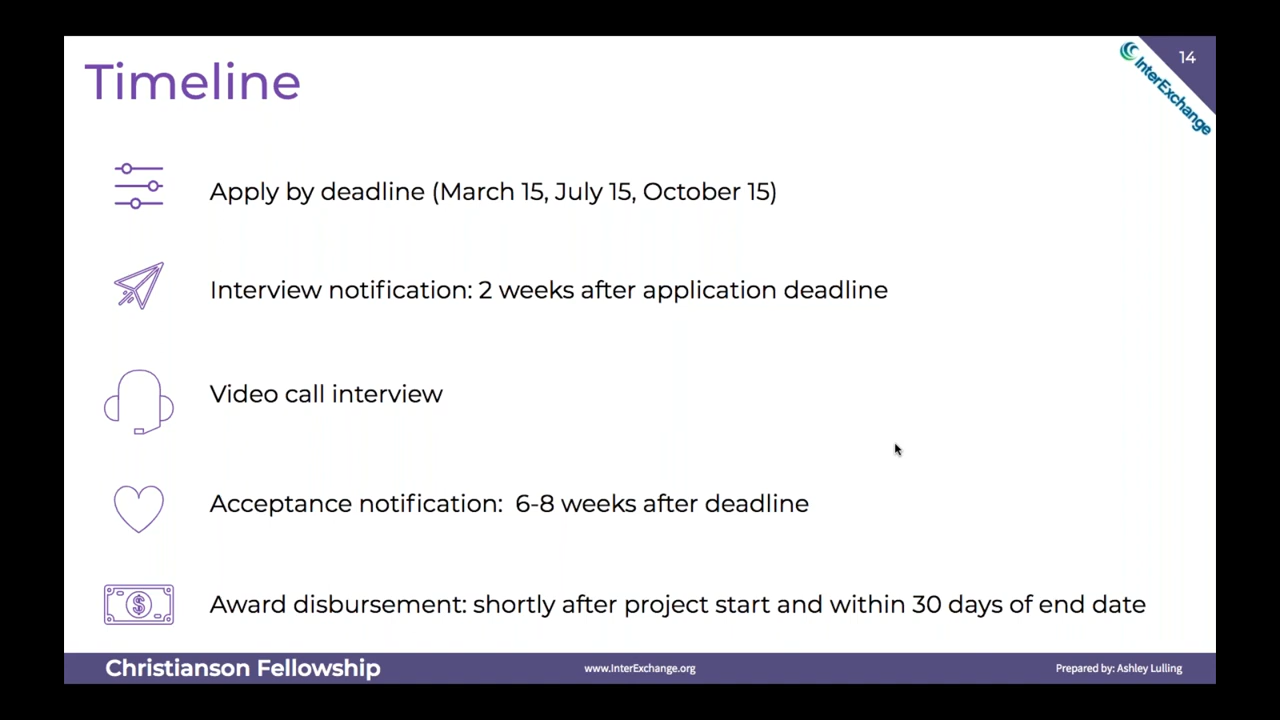 Timeline
14
InterExchange
Apply by deadline (March 15, July 15, October 15)
Interview notification: 2 weeks after application deadline
Video call interview
Acceptance notification:  6-8 weeks after deadline
$
Award disbursement: shortly after project start and within 30 days of end date
Christianson Fellowship
www.InterExchange.org
Prepared by: Ashley Lulling